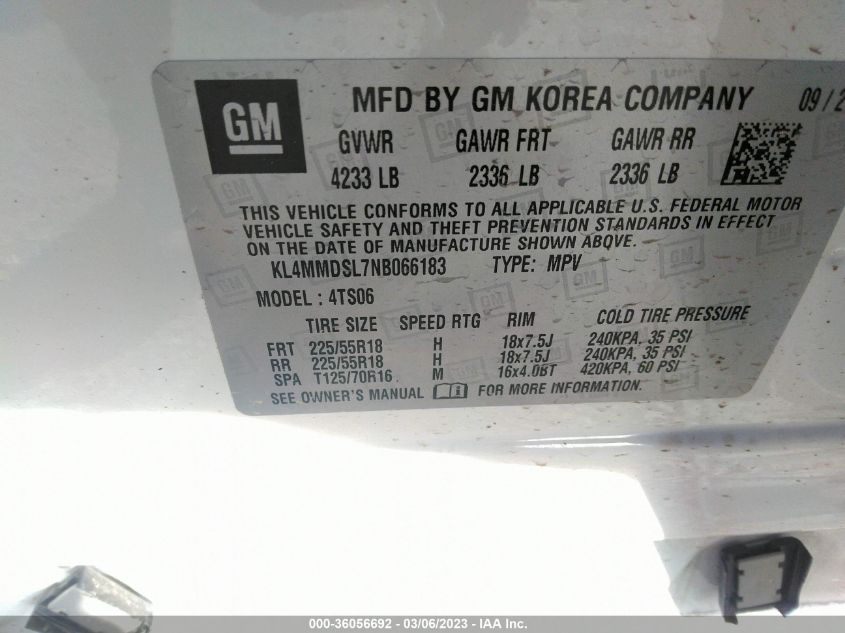 GM
MFD BY GM KOREA COMPANY 09/2
GVWR GAWR FRT GAWR RR
4233 LB 2336 LB 2336 LB
THIS VEHICLE CONFORMS TO ALL APPLICABLE U.S. FEDERAL MOTOR
VEHICLE SAFETY AND THEFT PREVENTION STANDARDS IN EFFECT
ON THE DATE OF MANUFACTURE SHOWN ABOVE.
KL4MMDSL7NB066183 TYPE: MPV
MODEL : 4TS06
TIRE SIZE SPEED RTG RIM COLD TIRE PRESSURE
FRT 225/55R18 H 18x7.5J 240KPA, 35 PSI
RR 225/55R18 H 18x7.5J 240KPA, 35 PSI
SPA T125/70R16 M 16x4.0BT 420KPA, 60 PSI
SEE OWNER'S MANUAL FOR MORE INFORMATION
000-36056692 - 03/06/2023 - IAA Inc.